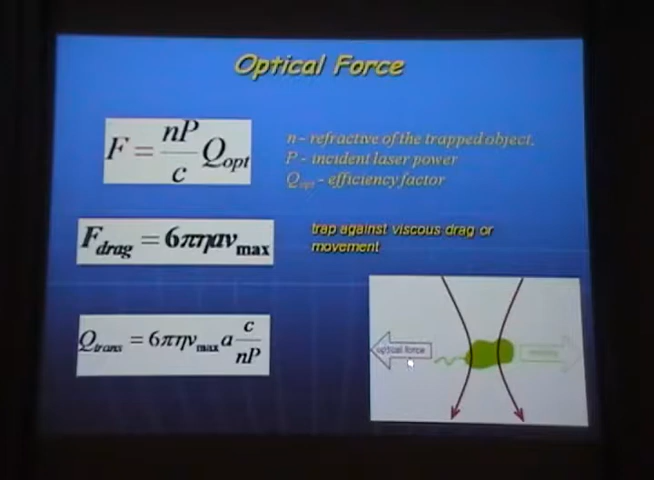 Optical Force
F = nP/c Q_opt
n - refractive of the trapped object,
P - incident laser power
Q_opt - efficiency factor
F_drag = 6πηav_max
trap against viscous drag or
movement
Q_trans = 6πηv_max a c/nP
optical force